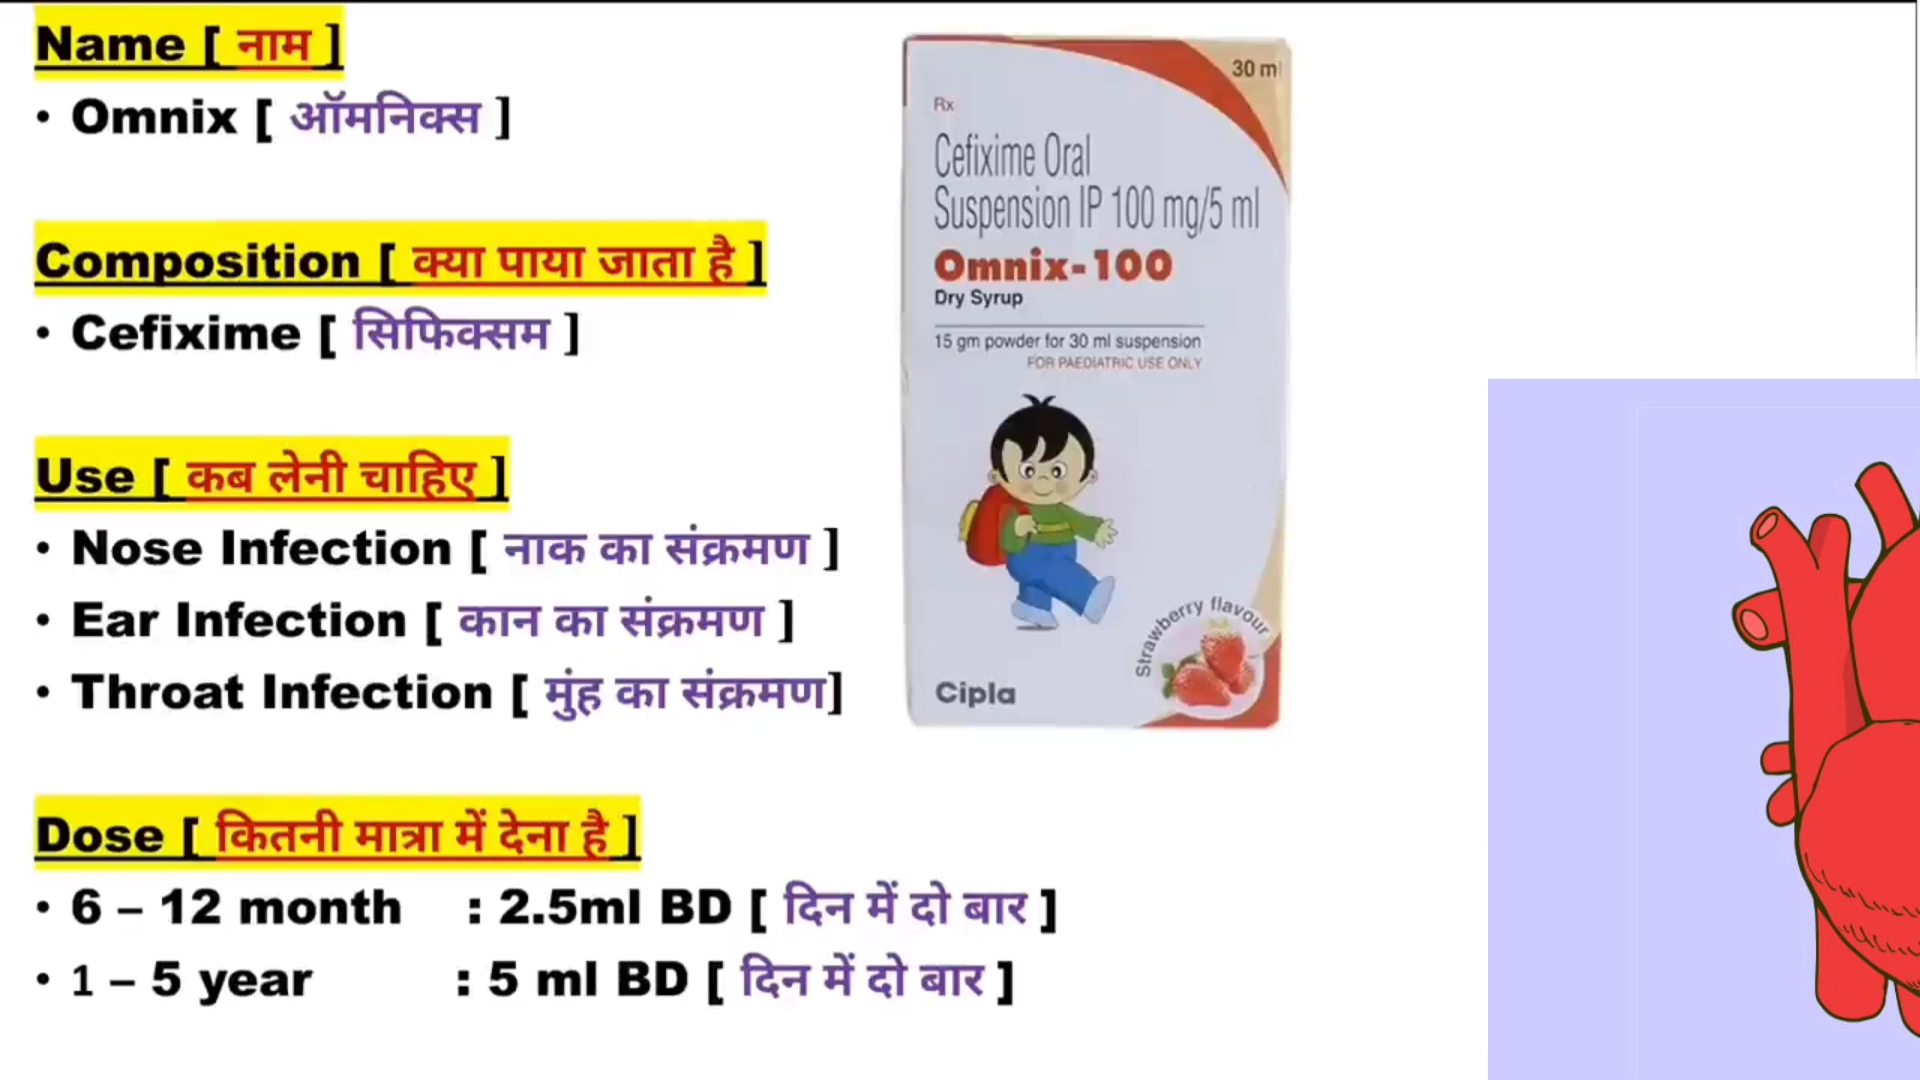 Name [ नाम ]
• Omnix [ ऑमनिक्स ]
Composition [ क्या पाया जाता है ]
• Cefixime [ सिफिक्सम ]
Use [ कब लेनी चाहिए ]
• Nose Infection [ नाक का संक्रमण ]
• Ear Infection [ कान का संक्रमण ]
• Throat Infection [ मुंह का संक्रमण]
Dose [ कितनी मात्रा में देना है ]
• 6 – 12 month : 2.5ml BD [ दिन में दो बार ]
• 1 – 5 year : 5 ml BD [ दिन में दो बार ]
30 ml
Rx
Cefixime Oral
Suspension IP 100 mg/5 ml
Omnix-100
Dry Syrup
15 gm powder for 30 ml suspension
FOR PAEDIATRIC USE ONLY
Strawberry flavour
Cipla